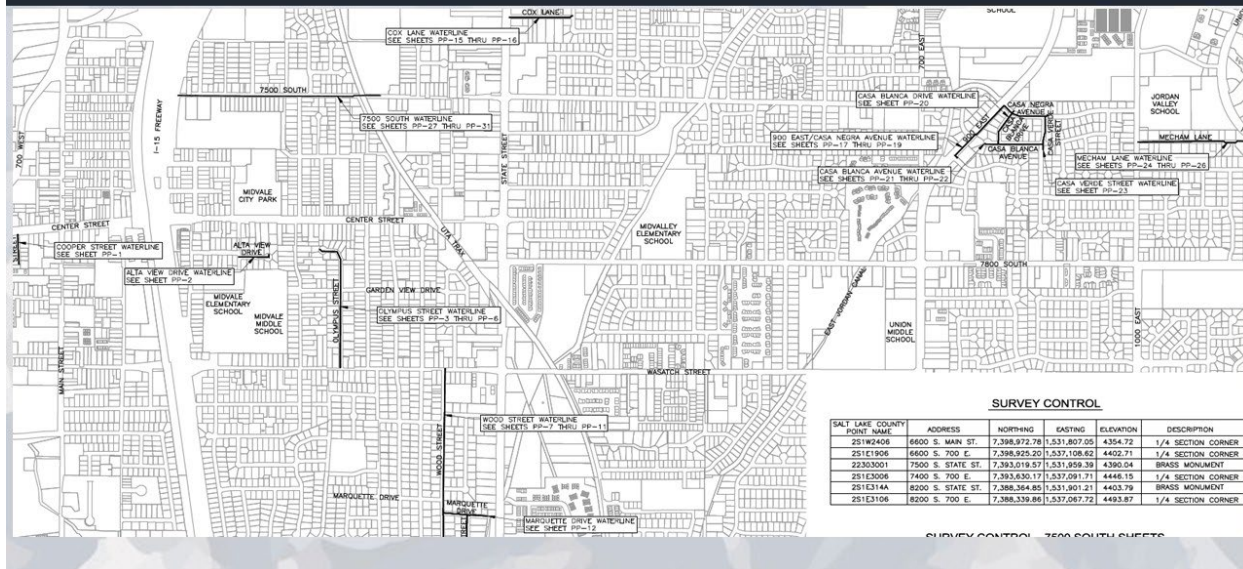 COX LANE
SCHOOL
COX LANE WATERLINE
SEE SHEETS PP-15 THRU PP-16
700 EAST
7500 SOUTH
I-15 FREEWAY
700 WEST
7500 SOUTH WATERLINE
SEE SHEETS PP-27 THRU PP-31
STATE STREET
CASA BLANCA DRIVE WATERLINE
SEE SHEET PP-20
CASA NEGRA
AVENUE
900 EAST
CASA
BLANCA
DRIVE
CASA VERDE
STREET
CASA BLANCA
AVENUE
JORDAN
VALLEY
SCHOOL
MECHAM LANE
900 EAST/CASA NEGRA AVENUE WATERLINE
SEE SHEETS PP-17 THRU PP-19
MECHAM LANE WATERLINE
SEE SHEETS PP-24 THRU PP-26
CASA BLANCA AVENUE WATERLINE
SEE SHEETS PP-21 THRU PP-22
CASA VERDE STREET WATERLINE
SEE SHEET PP-23
MIDVALE
CITY PARK
CENTER STREET
CENTER STREET
UTA TRAX
MIDVALLEY
ELEMENTARY
SCHOOL
COOPER STREET WATERLINE
SEE SHEET PP-1
ALTA VIEW
DRIVE
ALTA VIEW DRIVE WATERLINE
SEE SHEET PP-2
7800 SOUTH
GARDEN VIEW DRIVE
MIDVALE
ELEMENTARY
SCHOOL
MIDVALE
MIDDLE
SCHOOL
OLYMPUS STREET
OLYMPUS STREET WATERLINE
SEE SHEETS PP-3 THRU PP-6
EAST JORDAN CANAL
UNION
MIDDLE
SCHOOL
1000 EAST
MAIN STREET
WASATCH STREET
WOOD STREET
WOOD STREET WATERLINE
SEE SHEETS PP-7 THRU PP-11
MARQUETTE DRIVE
MARQUETTE
DRIVE
STREET
MARQUETTE DRIVE WATERLINE
SEE SHEET PP-12
SURVEY CONTROL
SALT LAKE COUNTY POINT NAME ADDRESS NORTHING EASTING ELEVATION DESCRIPTION
2S1W2406 6600 S. MAIN ST. 7,398,972.78 1,531,807.05 4354.72 1/4 SECTION CORNER
2S1E1906 6600 S. 700 E. 7,398,925.20 1,537,108.62 4402.71 1/4 SECTION CORNER
22303001 7500 S. STATE ST. 7,393,019.57 1,531,959.39 4390.04 BRASS MONUMENT
2S1E3006 7400 S. 700 E. 7,393,630.17 1,537,091.71 4446.15 1/4 SECTION CORNER
2S1E314A 8200 S. STATE ST. 7,388,364.85 1,531,901.21 4403.79 BRASS MONUMENT
2S1E3106 8200 S. 700 E. 7,388,339.86 1,537,067.72 4493.87 1/4 SECTION CORNER
SURVEY CONTROL - 7500 SOUTH SHEETS